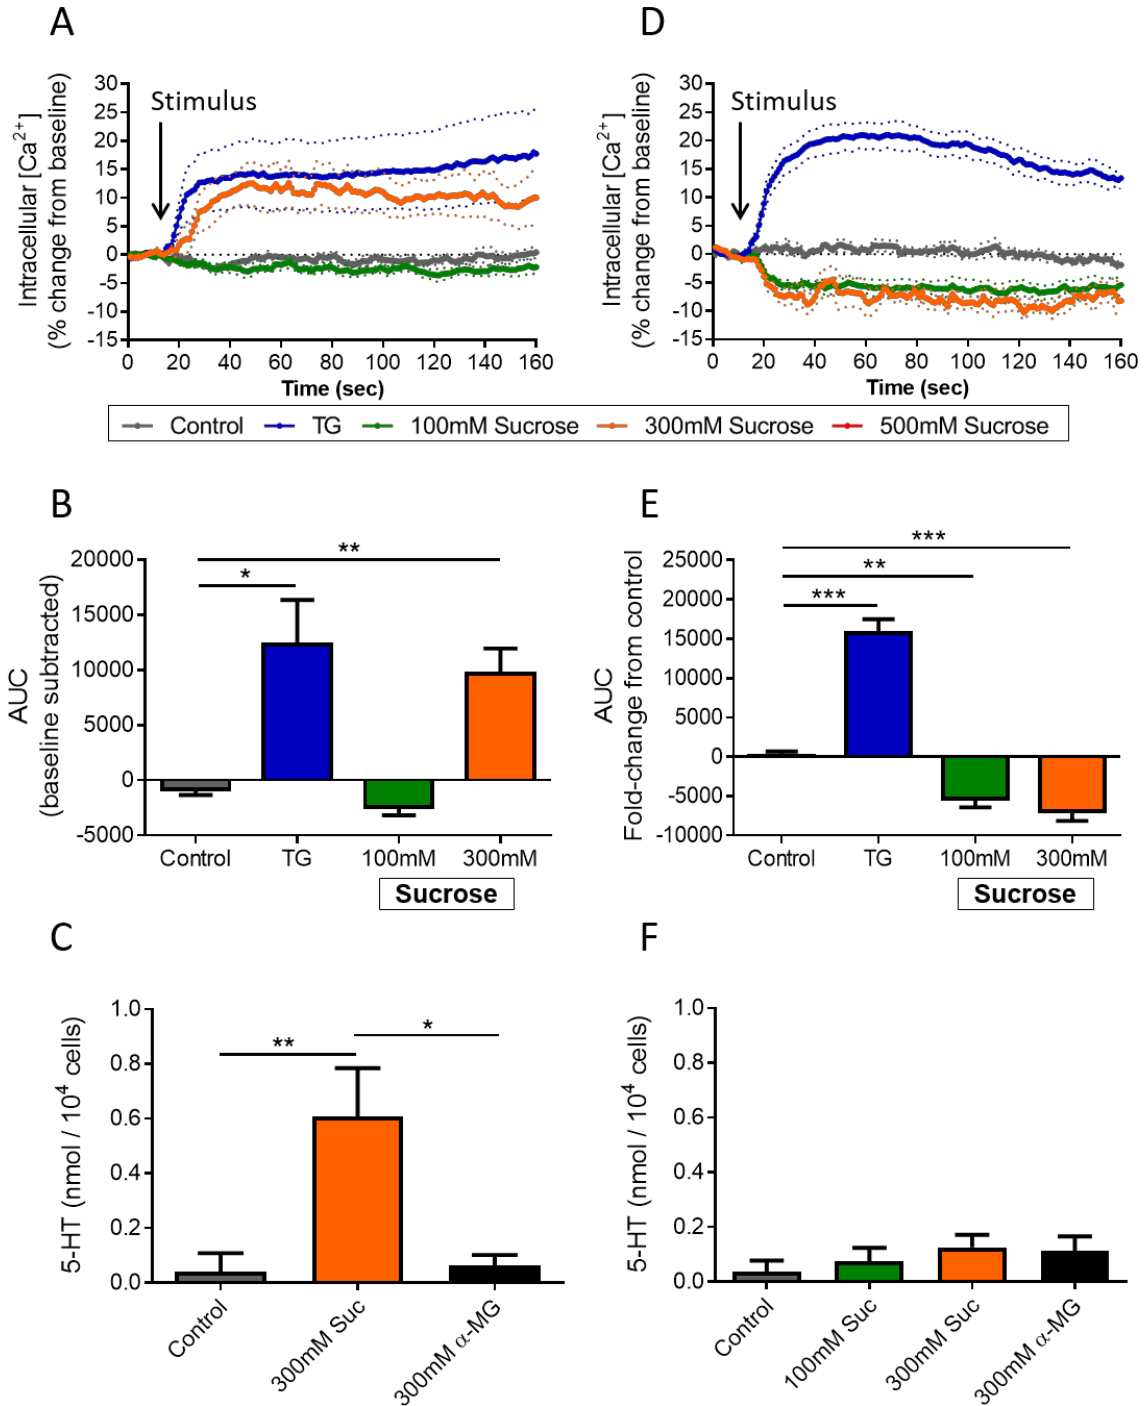 A
Intracellular [Ca²⁺]
(% change from baseline)
30
25
20
15
10
5
0
-5
-10
-15
Stimulus
0 20 40 60 80 100 120 140 160
Time (sec)
D
Intracellular [Ca²⁺]
(% change from baseline)
30
25
20
15
10
5
0
-5
-10
-15
Stimulus
0 20 40 60 80 100 120 140 160
Time (sec)
Control TG 100mM Sucrose 300mM Sucrose 500mM Sucrose
B
AUC
(baseline subtracted)
20000
15000
10000
5000
0
-5000
**
*
Control TG 100mM 300mM
Sucrose
E
AUC
Fold-change from control
25000
20000
15000
10000
5000
0
-5000
-10000
***
**
***
Control TG 100mM 300mM
Sucrose
C
5-HT (nmol / 10⁴ cells)
1.0
0.8
0.6
0.4
0.2
0.0
*
**
Control
300mM Suc
300mM α-MG
F
5-HT (nmol / 10⁴ cells)
1.0
0.8
0.6
0.4
0.2
0.0
Control
100mM Suc
300mM Suc
300mM α-MG